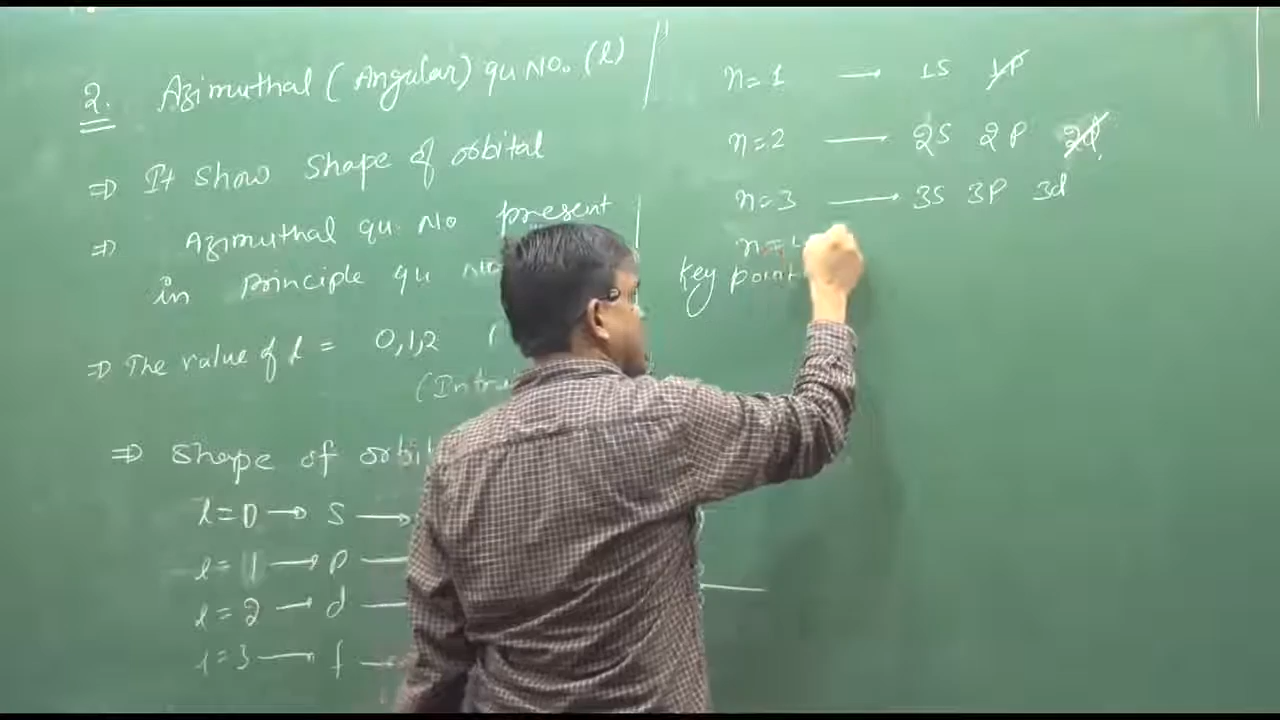 2. Azimuthal (Angular) qu No. (l)
⇒ It show shape of orbital
⇒ Azimuthal qu. No present
in principle qu
⇒ The value of l = 0,1,2
⇒ Shape of
l=0 → s →
l=1 → p →
l=2 → d →
l=3 → f →
n=1 → 1s 1p
n=2 → 2s 2p 2d
n=3 → 3s 3p 3d
n=4
Key point